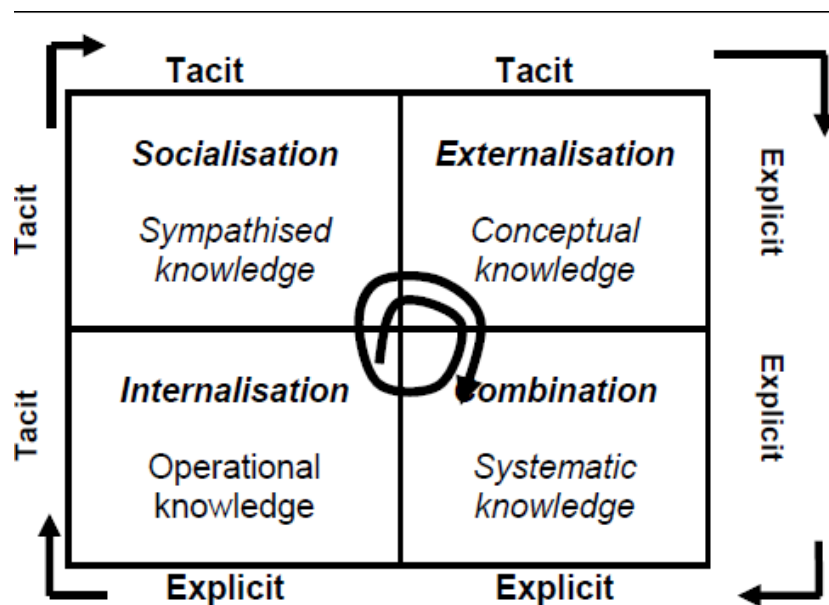 Tacit Tacit
Socialisation Externalisation
Sympathised Conceptual
knowledge knowledge
Tacit
Explicit
Internalisation Combination
Operational Systematic
knowledge knowledge
Tacit
Explicit
Explicit Explicit